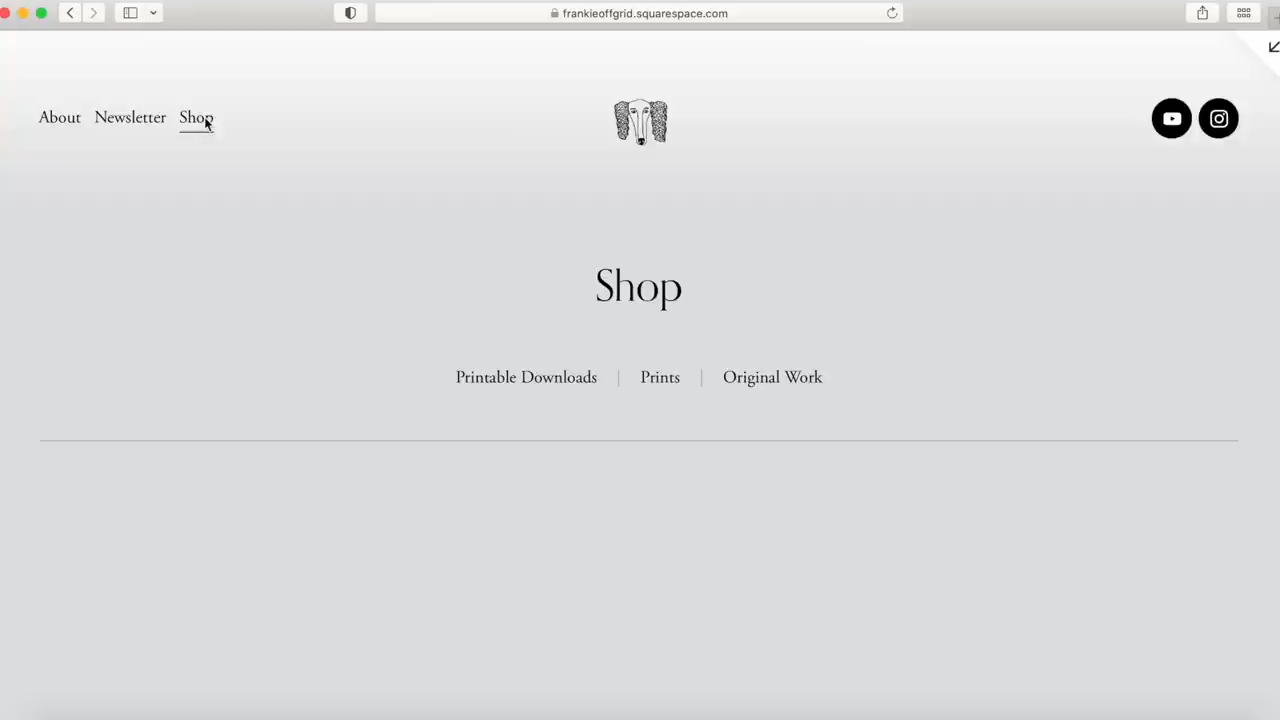 frankieoffgrid.squarespace.com
About Newsletter Shop
Shop
Printable Downloads | Prints | Original Work